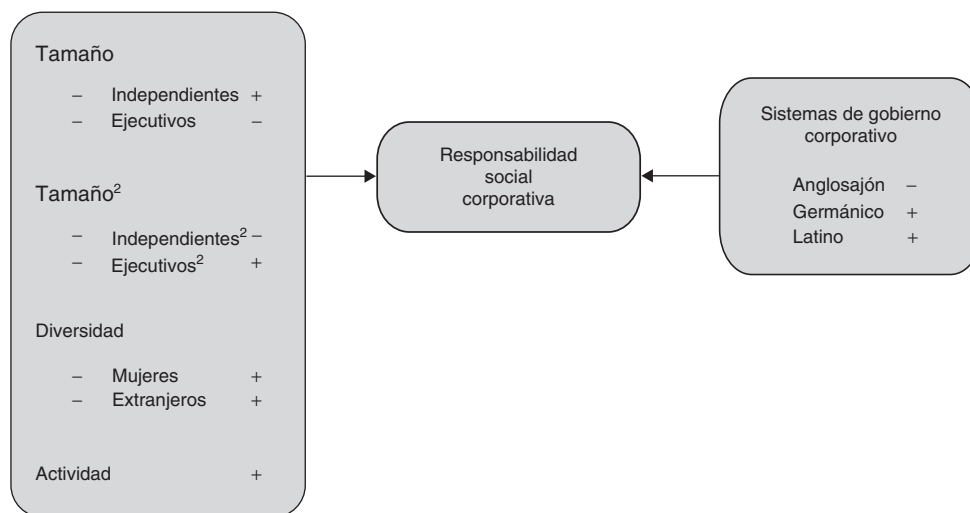 Tamaño
– Independientes +
– Ejecutivos –
Tamaño²
– Independientes² –
– Ejecutivos² +
Diversidad
– Mujeres +
– Extranjeros +
Actividad +
Responsabilidad
social
corporativa
Sistemas de gobierno
corporativo
Anglosajón –
Germánico +
Latino +